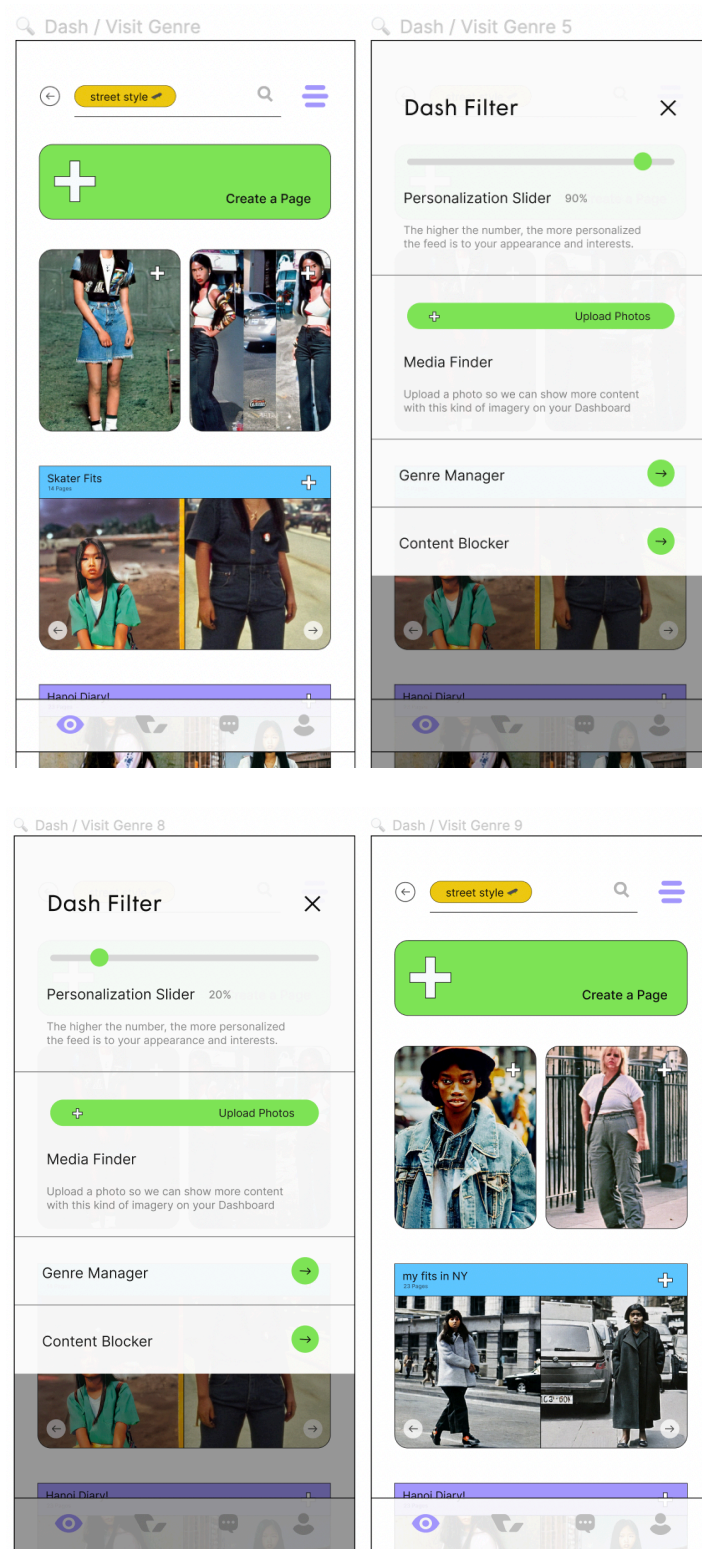 Dash / Visit Genre
street style
Create a Page
Skater Fits
14 Pages
Hanoi Diary!
Dash / Visit Genre 5
Dash Filter
Personalization Slider 90%
The higher the number, the more personalized
the feed is to your appearance and interests.
Upload Photos
Media Finder
Upload a photo so we can show more content
with this kind of imagery on your Dashboard
Genre Manager
Content Blocker
Hanoi Diary!
Dash / Visit Genre 8
Dash Filter
Personalization Slider 20%
The higher the number, the more personalized
the feed is to your appearance and interests.
Upload Photos
Media Finder
Upload a photo so we can show more content
with this kind of imagery on your Dashboard
Genre Manager
Content Blocker
Hanoi Diary!
Dash / Visit Genre 9
street style
Create a Page
my fits in NY
23 Pages
Hanoi Diary!